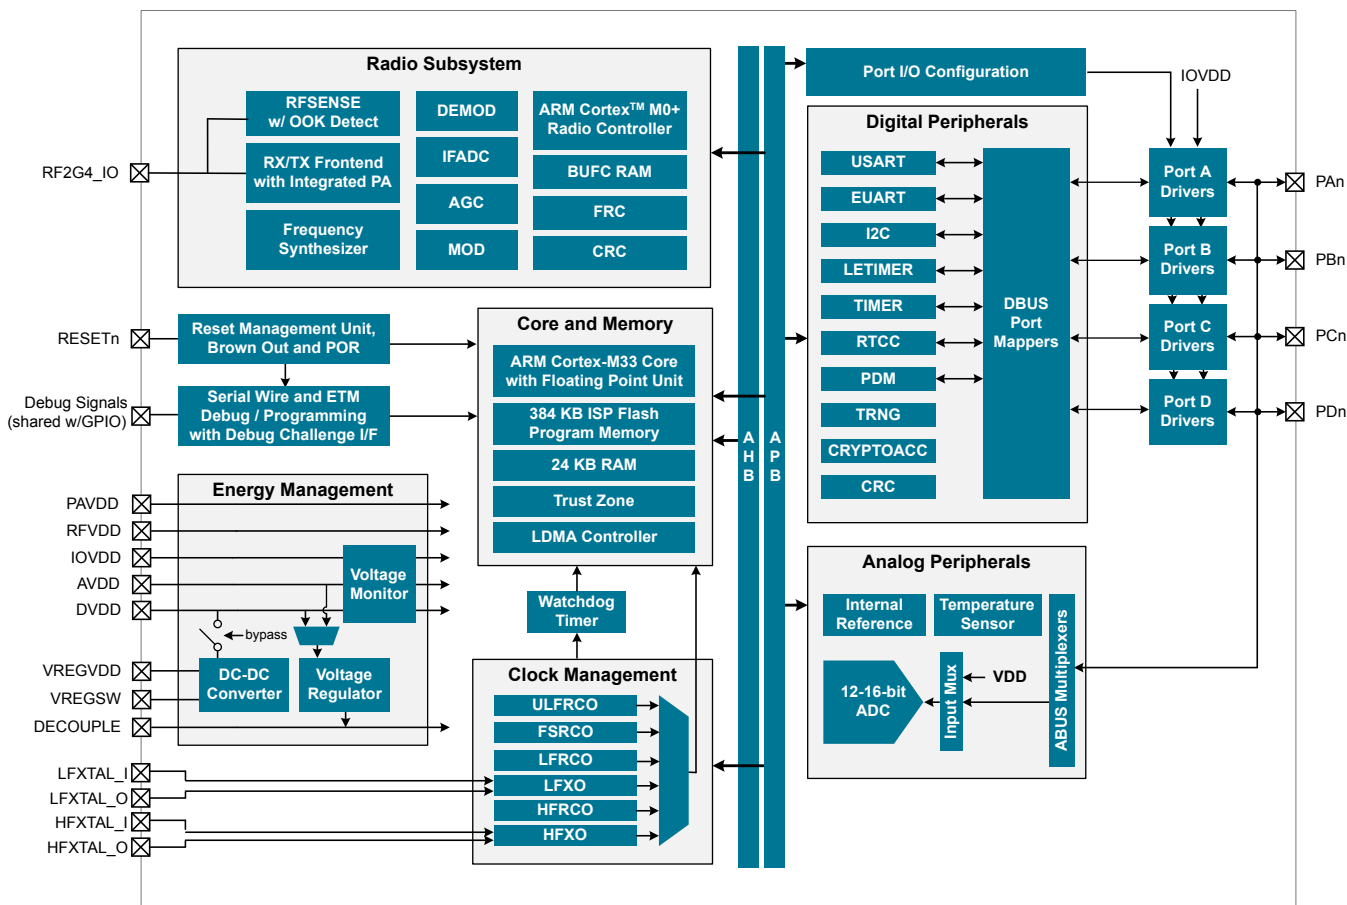 Radio Subsystem
RFSENSE
w/ OOK Detect
RX/TX Frontend
with Integrated PA
Frequency
Synthesizer
DEMOD
IFADC
AGC
MOD
ARM Cortex™ M0+
Radio Controller
BUFC RAM
FRC
CRC
RF2G4_IO
RESETn
Debug Signals
(shared w/GPIO)
Reset Management Unit,
Brown Out and POR
Serial Wire and ETM
Debug / Programming
with Debug Challenge I/F
Core and Memory
ARM Cortex-M33 Core
with Floating Point Unit
384 KB ISP Flash
Program Memory
24 KB RAM
Trust Zone
LDMA Controller
Energy Management
PAVDD
RFVDD
IOVDD
AVDD
DVDD
VREGVDD
VREGSW
DECOUPLE
Voltage
Monitor
bypass
DC-DC
Converter
Voltage
Regulator
Watchdog
Timer
Clock Management
ULFRCO
FSRCO
LFRCO
LFXO
HFRCO
HFXO
LFXTAL_I
LFXTAL_O
HFXTAL_I
HFXTAL_O
A
H
B
A
P
B
Port I/O Configuration
IOVDD
Digital Peripherals
USART
EUART
I2C
LETIMER
TIMER
RTCC
PDM
TRNG
CRYPTOACC
CRC
DBUS
Port
Mappers
Port A
Drivers
Port B
Drivers
Port C
Drivers
Port D
Drivers
PAn
PBn
PCn
PDn
Analog Peripherals
Internal
Reference
Temperature
Sensor
12-16-bit
ADC
Input Mux
VDD
ABUS Multiplexers